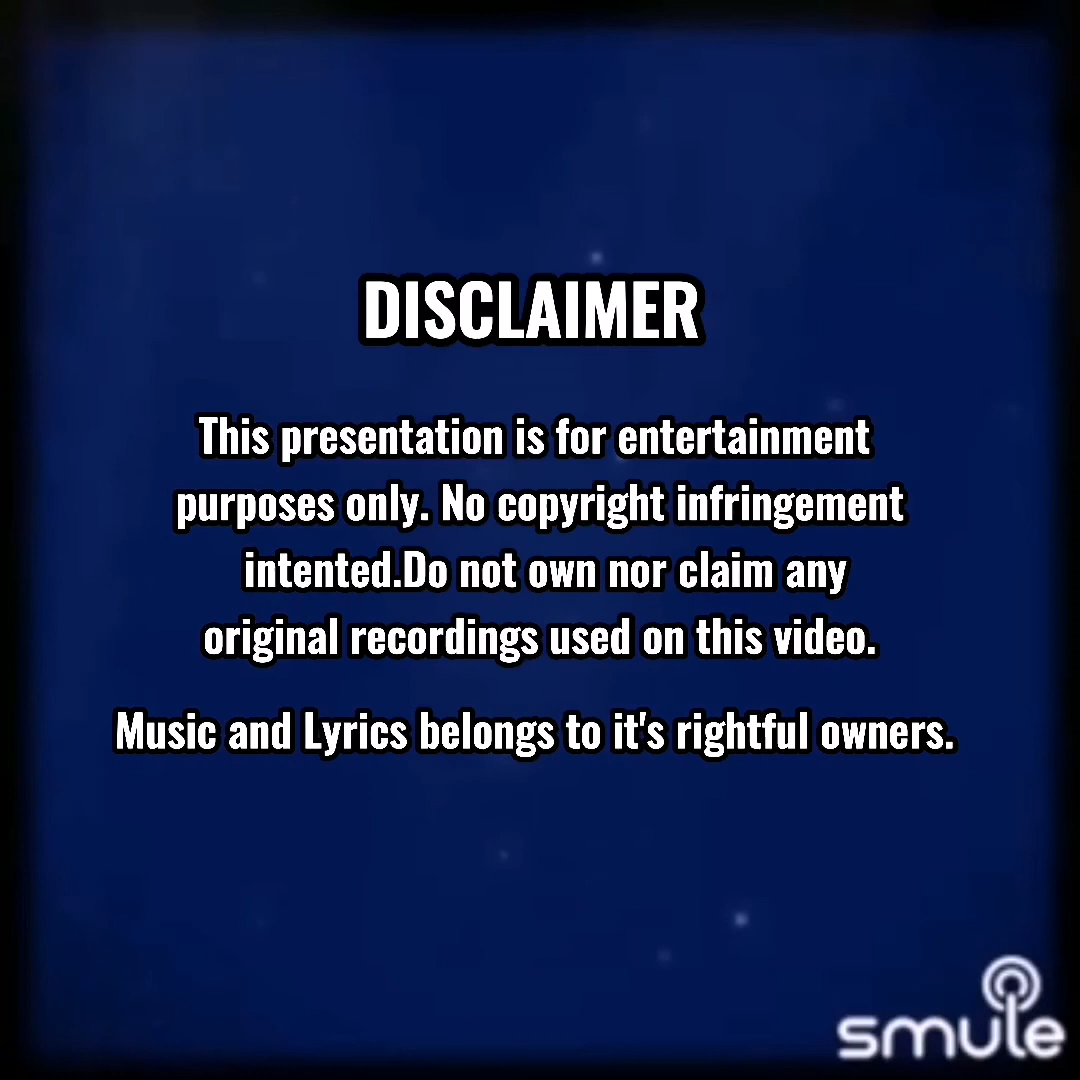 DISCLAIMER
This presentation is for entertainment
purposes only. No copyright infringement
intented.Do not own nor claim any
original recordings used on this video.
Music and Lyrics belongs to it's rightful owners.
smule